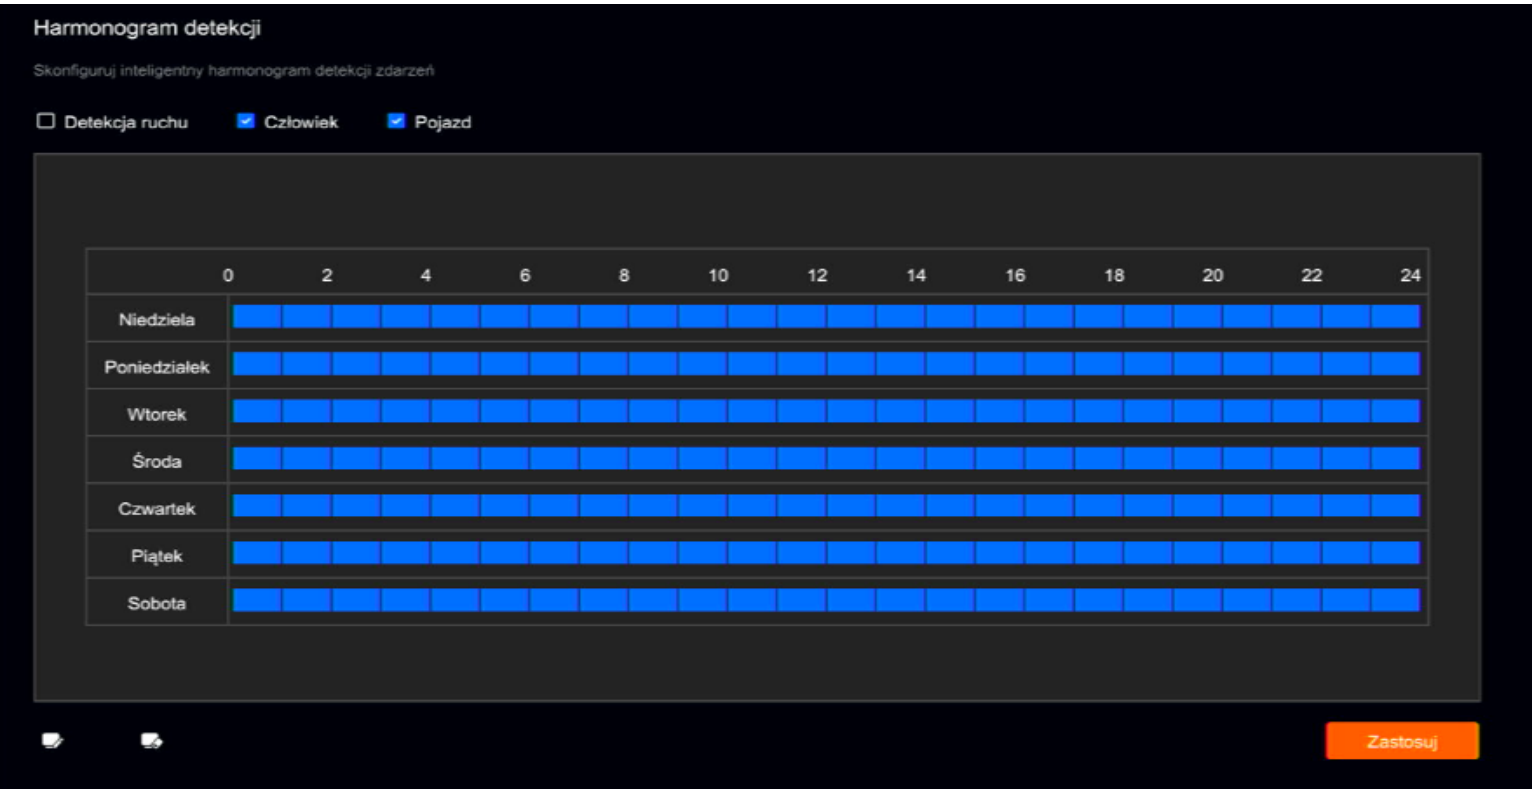 Harmonogram detekcji
Skonfiguruj inteligentny harmonogram detekcji zdarzeń
Detekcja ruchu Człowiek Pojazd
0 2 4 6 8 10 12 14 16 18 20 22 24
Niedziela
Poniedziałek
Wtorek
Środa
Czwartek
Piątek
Sobota
Zastosuj